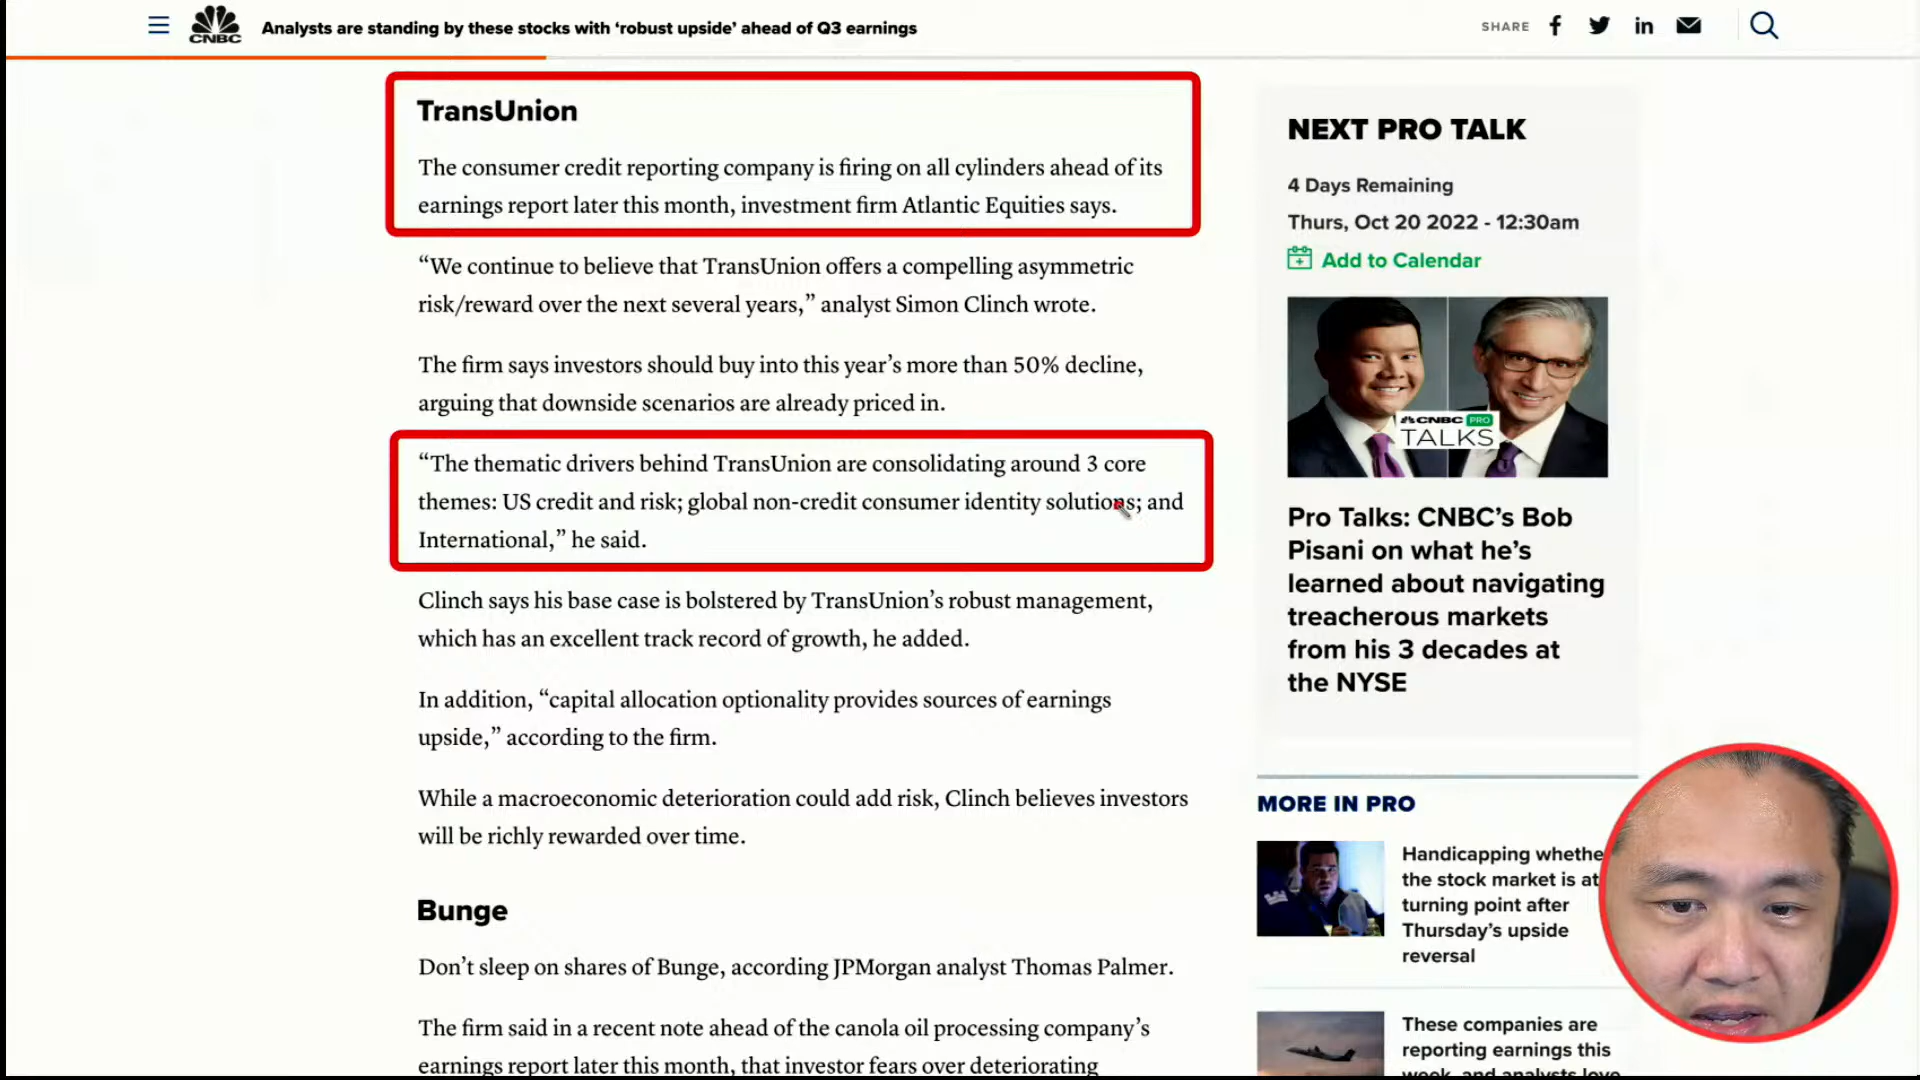 CNBC
Analysts are standing by these stocks with ‘robust upside’ ahead of Q3 earnings
SHARE
TransUnion
The consumer credit reporting company is firing on all cylinders ahead of its
earnings report later this month, investment firm Atlantic Equities says.
“We continue to believe that TransUnion offers a compelling asymmetric
risk/reward over the next several years,” analyst Simon Clinch wrote.
The firm says investors should buy into this year’s more than 50% decline,
arguing that downside scenarios are already priced in.
“The thematic drivers behind TransUnion are consolidating around 3 core
themes: US credit and risk; global non-credit consumer identity solutions; and
International,” he said.
Clinch says his base case is bolstered by TransUnion’s robust management,
which has an excellent track record of growth, he added.
In addition, “capital allocation optionality provides sources of earnings
upside,” according to the firm.
While a macroeconomic deterioration could add risk, Clinch believes investors
will be richly rewarded over time.
Bunge
Don’t sleep on shares of Bunge, according JPMorgan analyst Thomas Palmer.
The firm said in a recent note ahead of the canola oil processing company’s
earnings report later this month, that investor fears over deteriorating
NEXT PRO TALK
4 Days Remaining
Thurs, Oct 20 2022 - 12:30am
Add to Calendar
CNBC PRO
TALKS
Pro Talks: CNBC’s Bob
Pisani on what he’s
learned about navigating
treacherous markets
from his 3 decades at
the NYSE
MORE IN PRO
Handicapping whethe
the stock market is at
turning point after
Thursday’s upside
reversal
These companies are
reporting earnings this
week, and analysts love